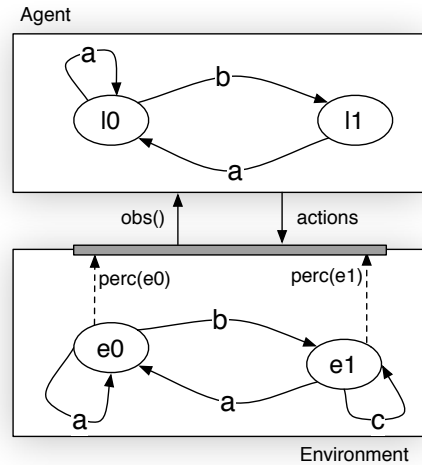 Agent
a
b
l0
l1
a
obs()
actions
perc(e0)
perc(e1)
b
e0
e1
a
a
c
Environment